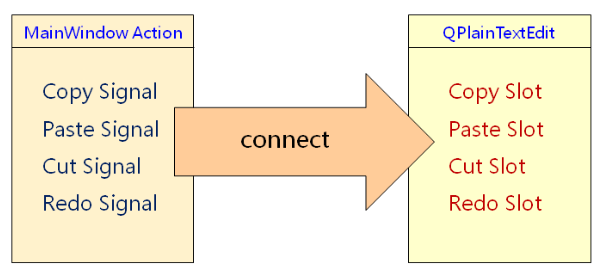 MainWindow Action
Copy Signal
Paste Signal
Cut Signal
Redo Signal
connect
QPlainTextEdit
Copy Slot
Paste Slot
Cut Slot
Redo Slot